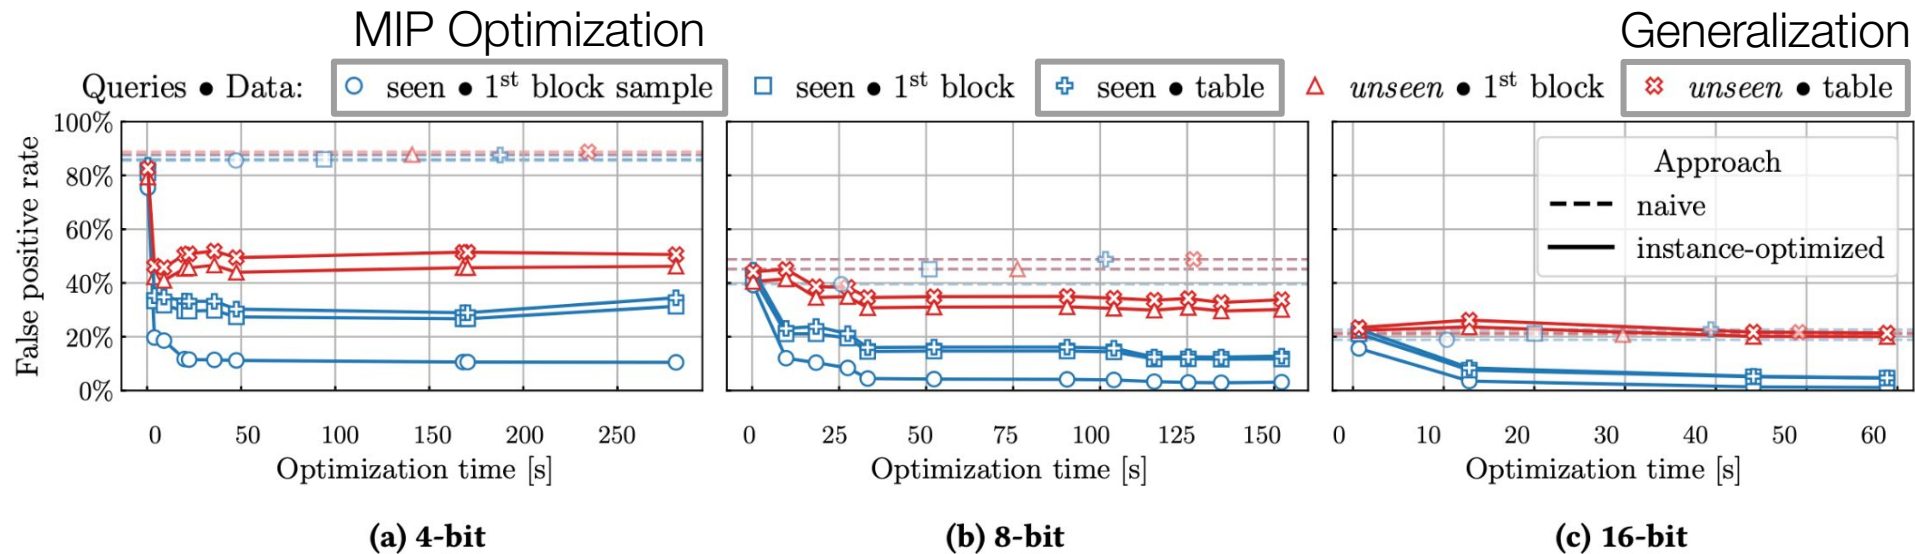 MIP Optimization
Generalization
Queries • Data: seen • 1st block sample seen • 1st block seen • table unseen • 1st block unseen • table
False positive rate
100%
80%
60%
40%
20%
0%
0 50 100 150 200 250
Optimization time [s]
(a) 4-bit
0 25 50 75 100 125 150
Optimization time [s]
(b) 8-bit
Approach
naive
instance-optimized
0 10 20 30 40 50 60
Optimization time [s]
(c) 16-bit